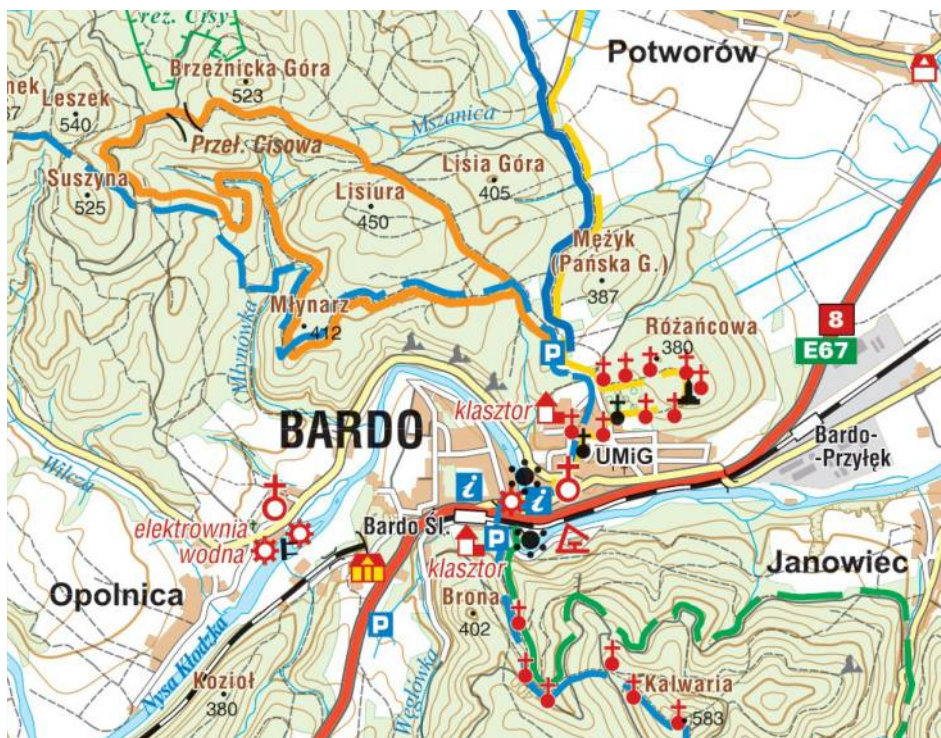 rez. Cisy
Potworów
Brzeźnicka Góra
523
nek
Leszek
540
Mszanica
Przeł. Cisowa
Lisia Góra
405
Suszyna
525
Lisiura
450
Mężyk
(Pańska G.)
387
8
E67
Młynarz
412
Różańcowa
380
Młynówka
P
klasztor
BARDO
UMiG
Bardo-
-Przyłęk
Wilcza
i
i
elektrownia
wodna
Bardo Śl.
P
klasztor
Janowiec
Opolnica
Brona
402
P
Nysa Kłodzka
Węglówka
Kozioł
380
Kalwaria
583